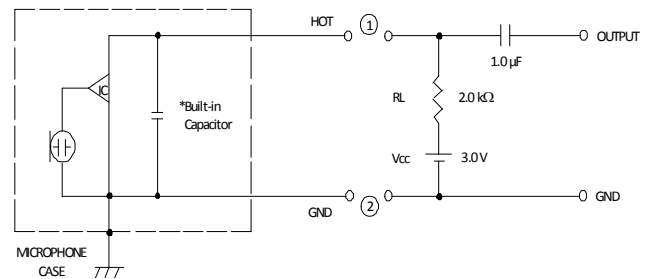 HOT
1
OUTPUT
1.0 µF
IC
*Built-in
Capacitor
RL
2.0 kΩ
Vcc
3.0 V
GND
2
GND
MICROPHONE
CASE